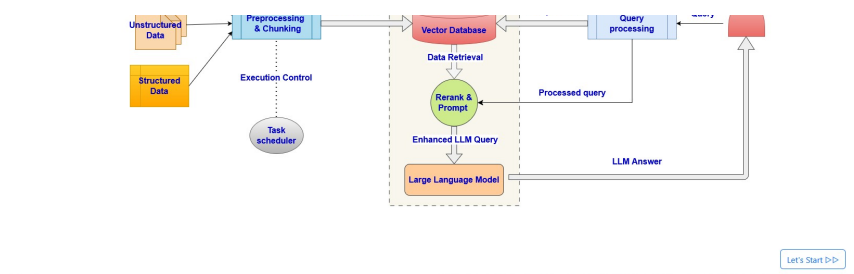 Unstructured
Data
Preprocessing
& Chunking
Vector Database
Query
processing
Data Retrieval
Execution Control
Structured
Data
Rerank &
Prompt
Processed query
Task
scheduler
Enhanced LLM Query
LLM Answer
Large Language Model
Let's Start ▷▷